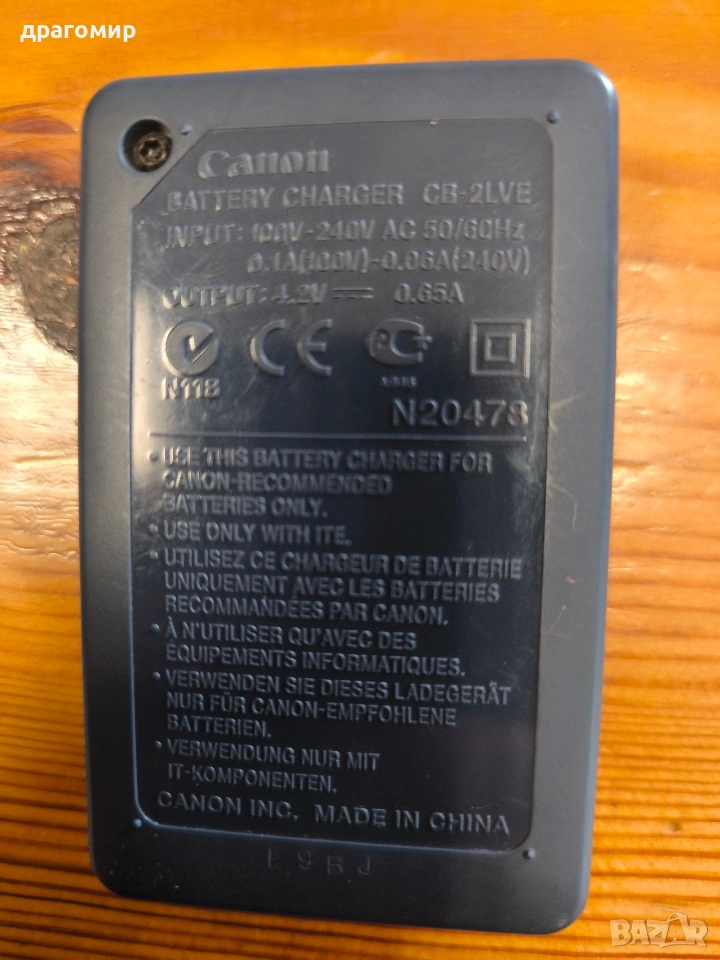 драгомир
Canon
BATTERY CHARGER CB-2LVE
INPUT: 100V-240V AC 50/60Hz
0.1A(100V)-0.06A(240V)
OUTPUT: 4.2V 0.65A
N118
N20478
• USE THIS BATTERY CHARGER FOR
CANON-RECOMMENDED
BATTERIES ONLY.
• USE ONLY WITH ITE.
• UTILISEZ CE CHARGEUR DE BATTERIE
UNIQUEMENT AVEC LES BATTERIES
RECOMMANDÉES PAR CANON.
• À N'UTILISER QU'AVEC DES
ÉQUIPEMENTS INFORMATIQUES.
• VERWENDEN SIE DIESES LADEGERÄT
NUR FÜR CANON-EMPFOHLENE
BATTERIEN.
• VERWENDUNG NUR MIT
IT-KOMPONENTEN.
CANON INC. MADE IN CHINA
BAZAR